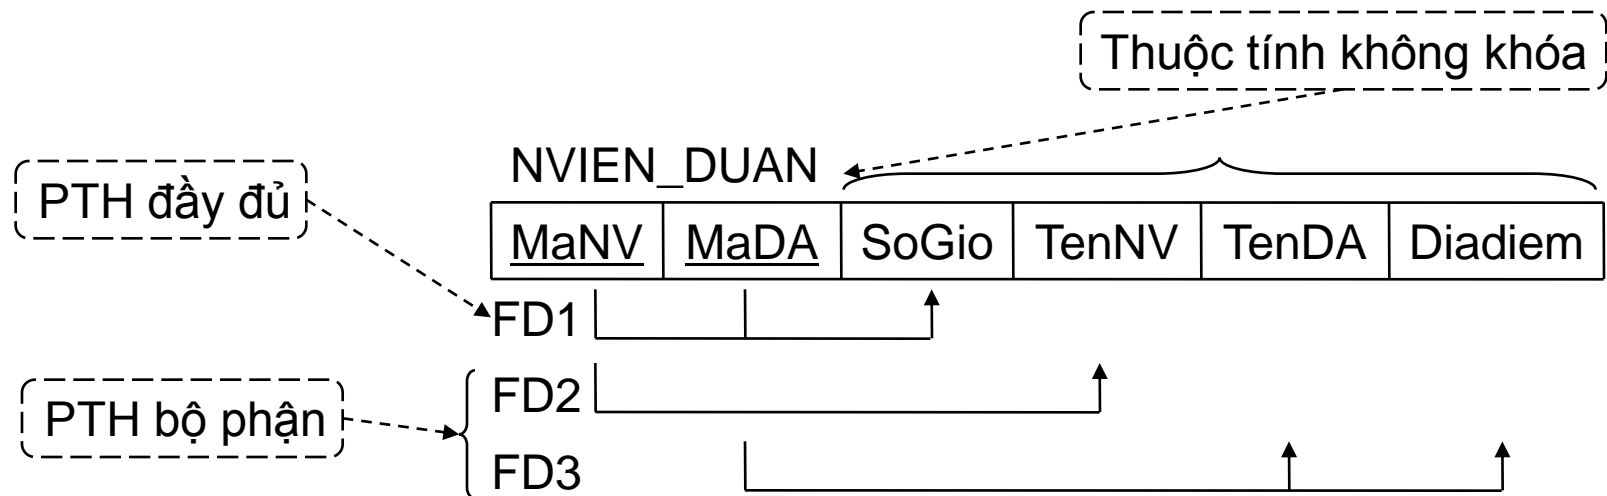 Thuộc tính không khóa
NVIEN_DUAN
PTH đầy đủ
MaNV MaDA SoGio TenNV TenDA Diadiem
FD1
FD2
PTH bộ phận
FD3